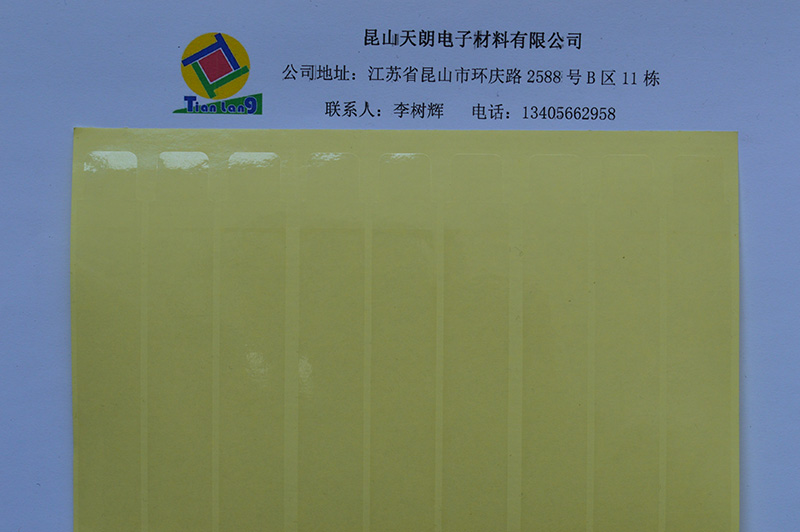 昆山天朗电子材料有限公司
公司地址：江苏省昆山市环庆路2588号B区11栋
联系人：李树辉 电话：13405662958
TianLang